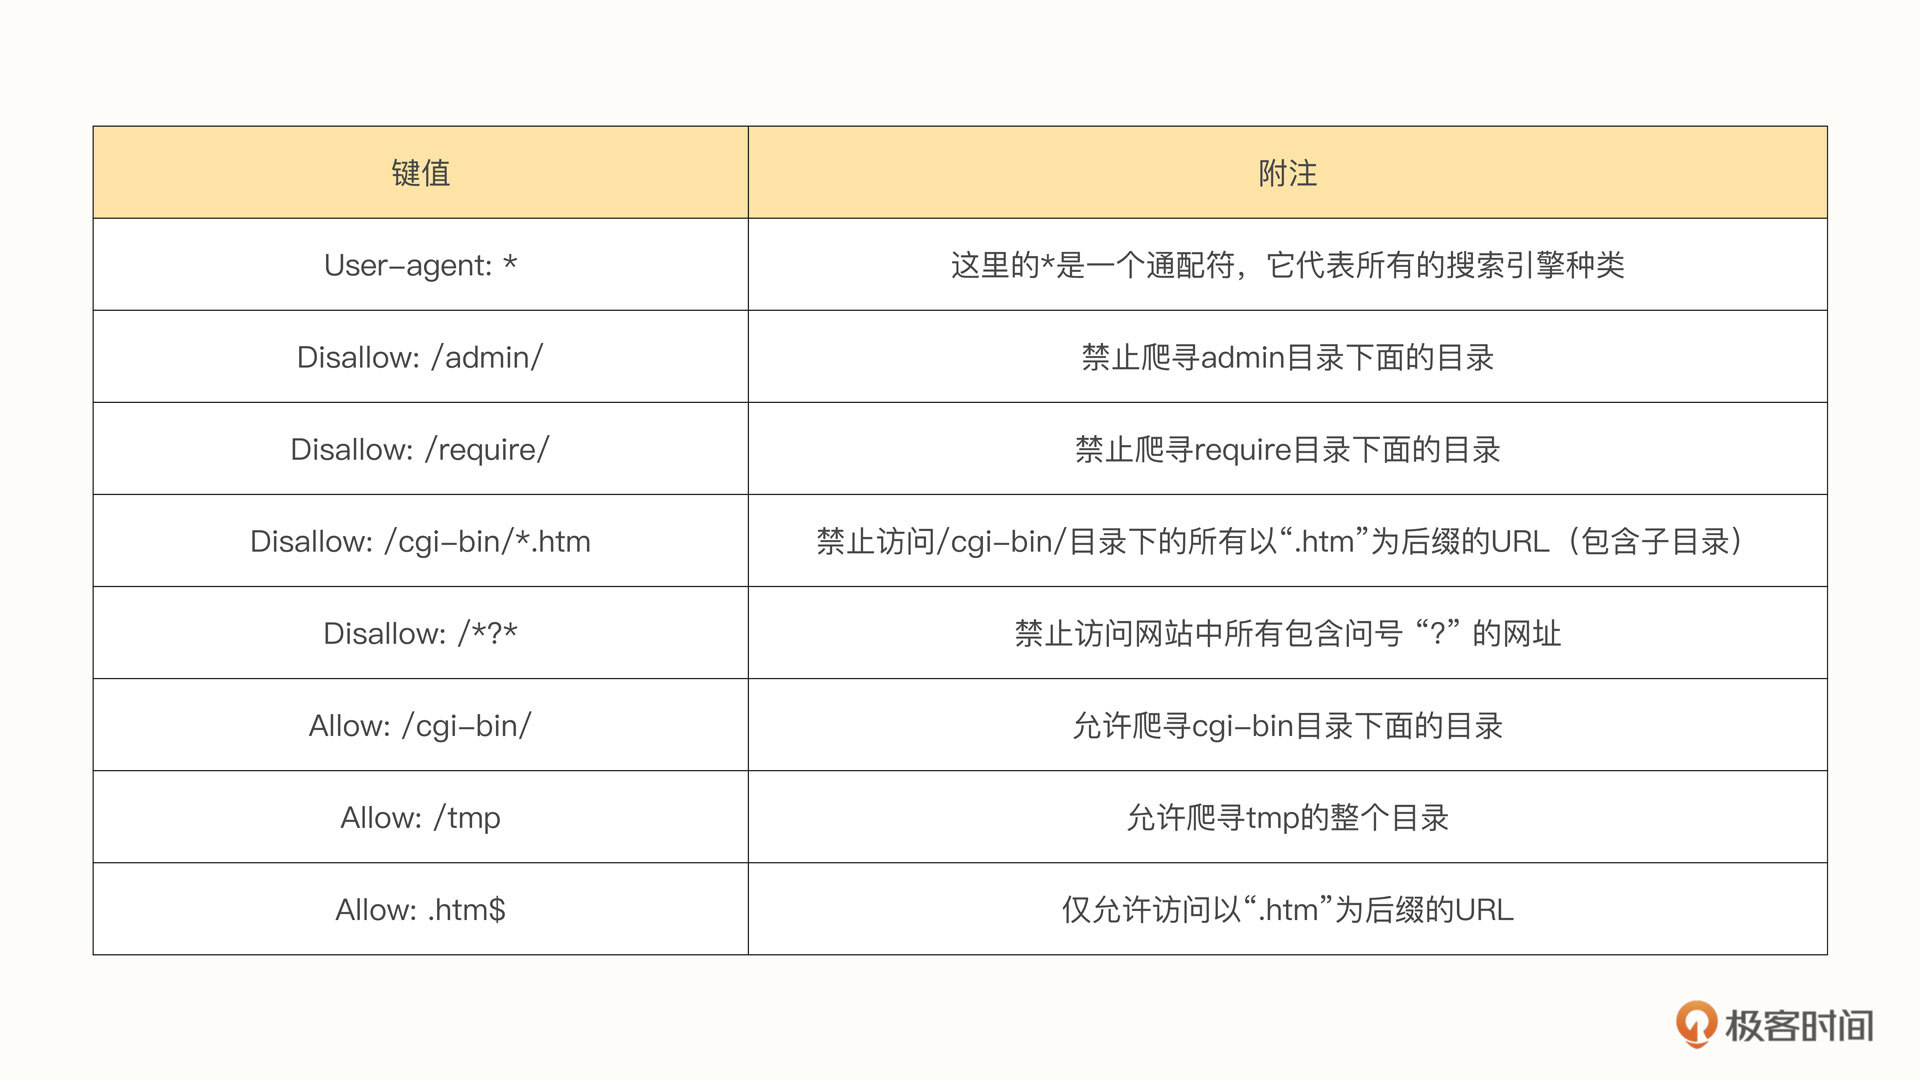 键值 附注
User-agent: * 这里的*是一个通配符，它代表所有的搜索引擎种类
Disallow: /admin/ 禁止爬寻admin目录下面的目录
Disallow: /require/ 禁止爬寻require目录下面的目录
Disallow: /cgi-bin/*.htm 禁止访问/cgi-bin/目录下的所有以“.htm”为后缀的URL（包含子目录）
Disallow: /*?* 禁止访问网站中所有包含问号 “?” 的网址
Allow: /cgi-bin/ 允许爬寻cgi-bin目录下面的目录
Allow: /tmp 允许爬寻tmp的整个目录
Allow: .htm$ 仅允许访问以“.htm”为后缀的URL
极客时间